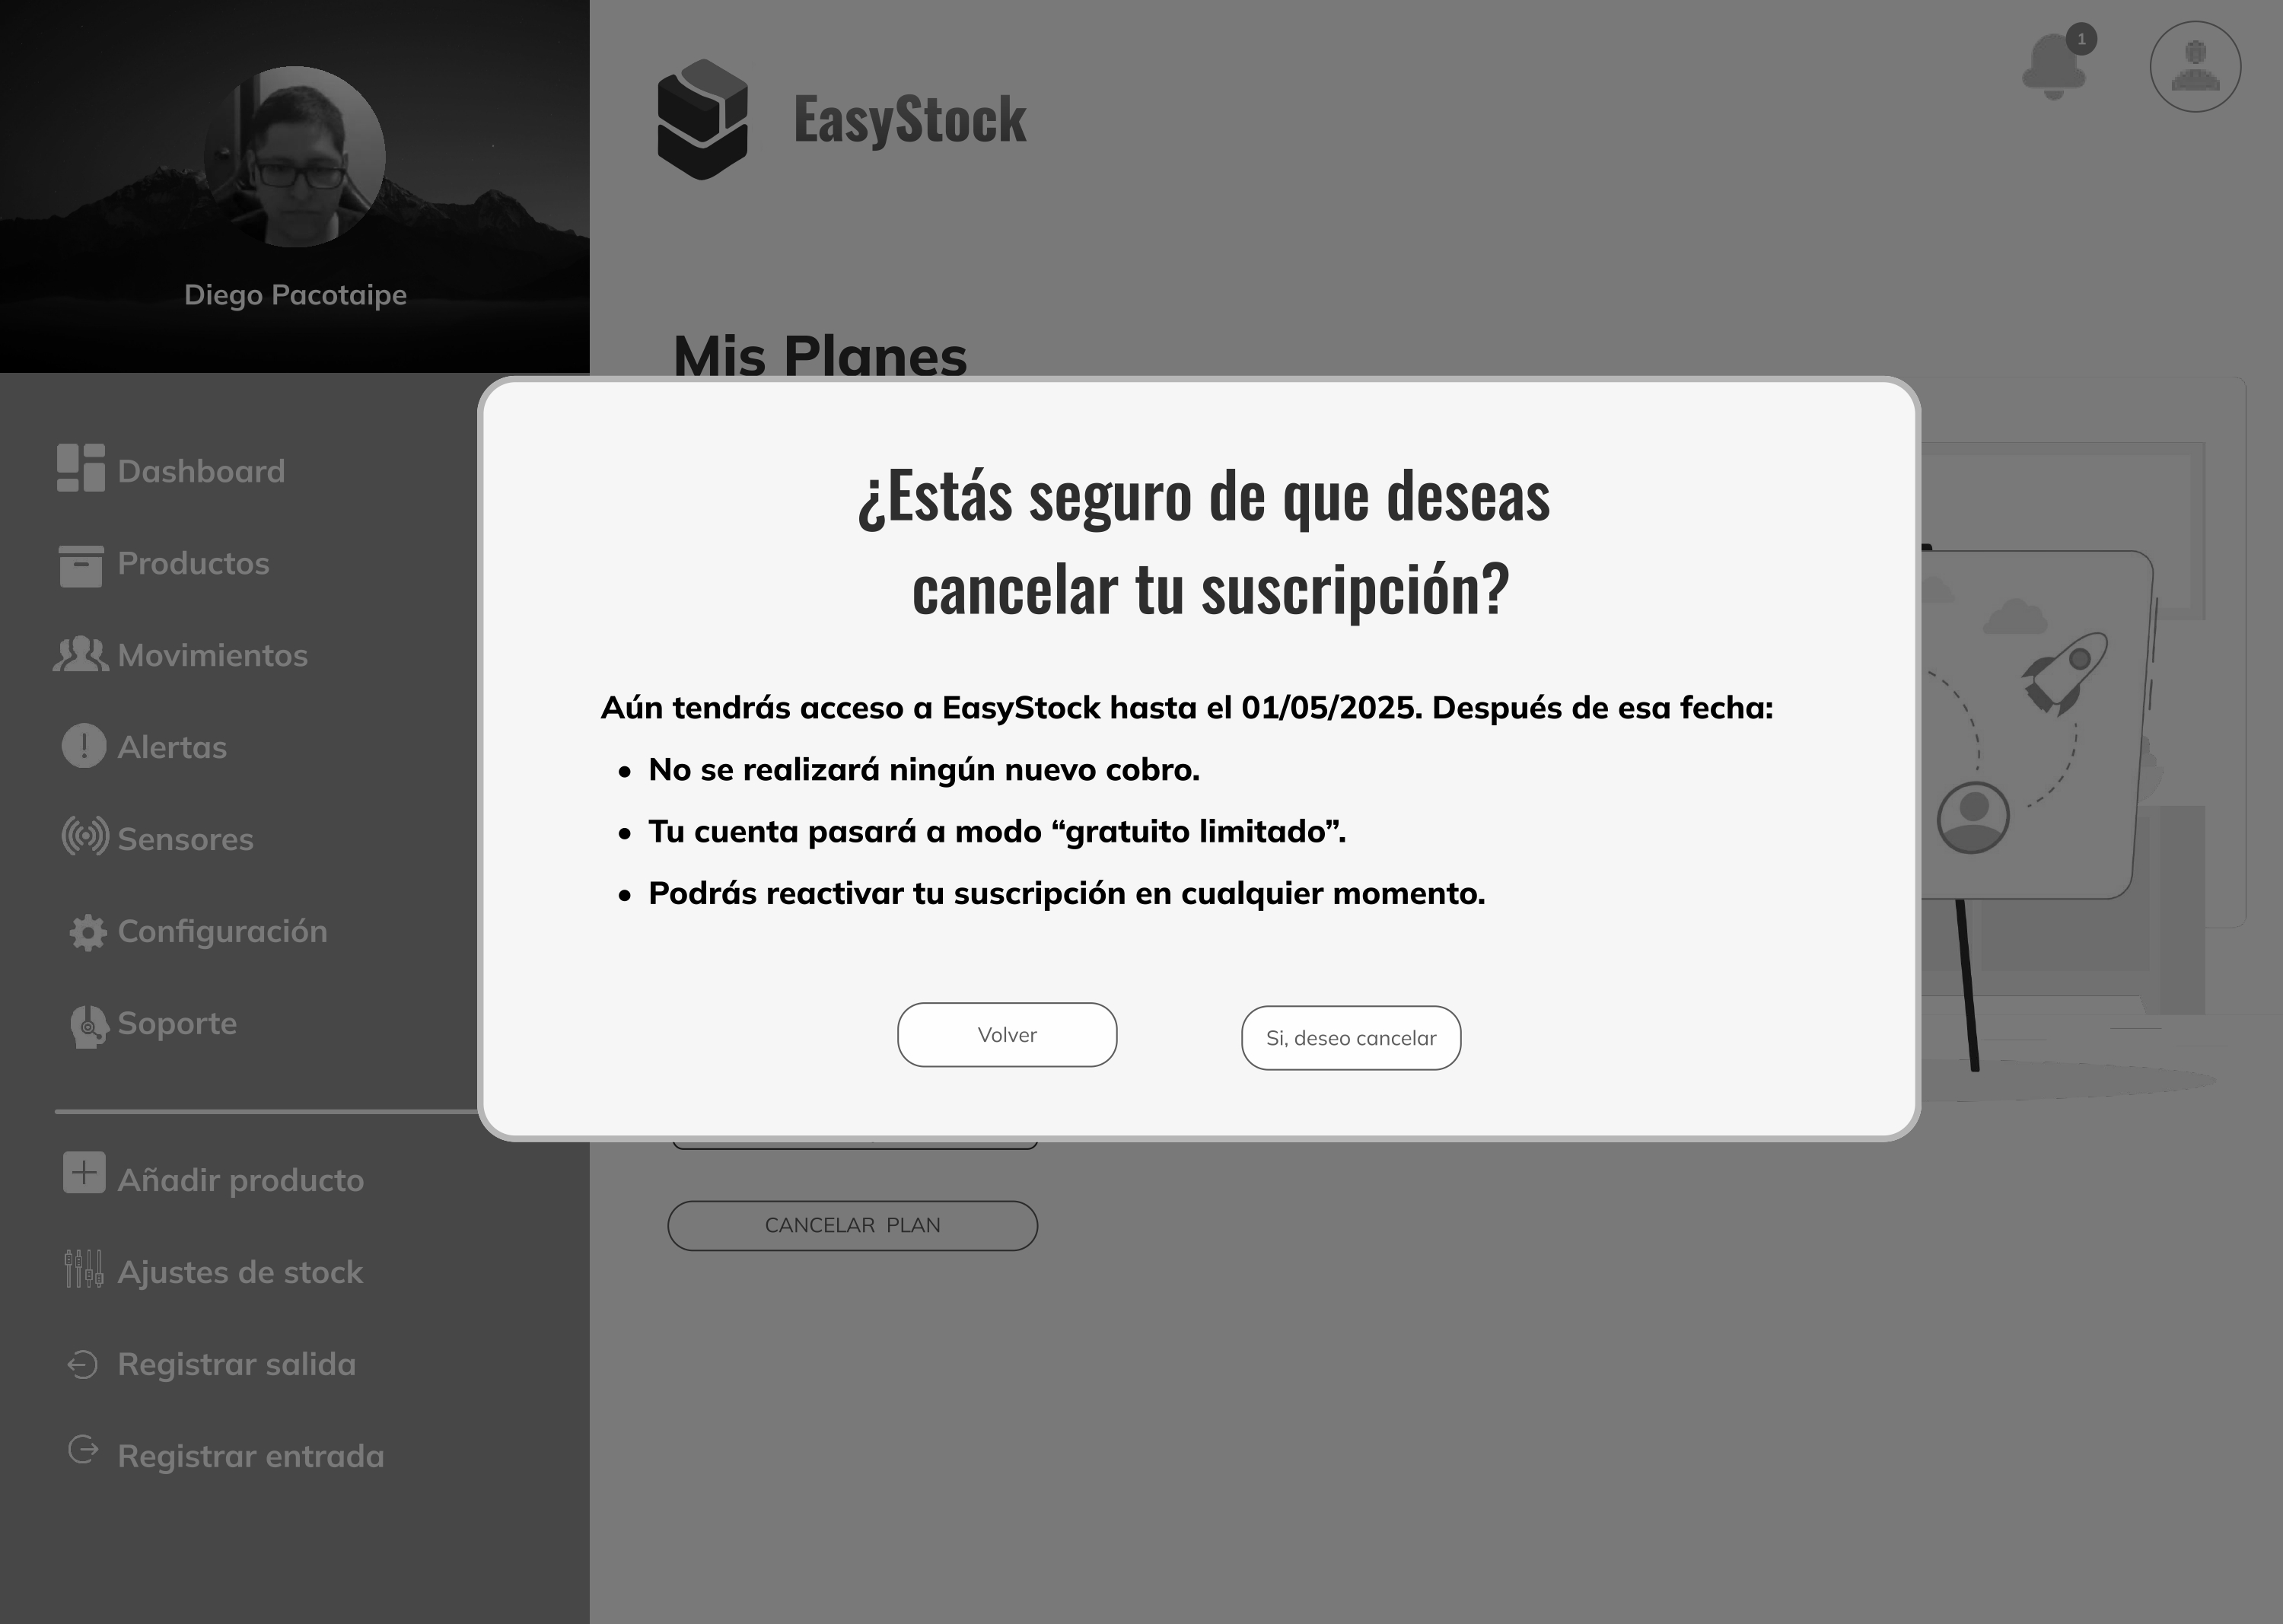 Diego Pacotaipe
EasyStock
1
Mis Planes
Dashboard
Productos
Movimientos
Alertas
Sensores
Configuración
Soporte
Añadir producto
Ajustes de stock
Registrar salida
Registrar entrada
¿Estás seguro de que deseas
cancelar tu suscripción?
Aún tendrás acceso a EasyStock hasta el 01/05/2025. Después de esa fecha:
• No se realizará ningún nuevo cobro.
• Tu cuenta pasará a modo “gratuito limitado”.
• Podrás reactivar tu suscripción en cualquier momento.
Volver
Si, deseo cancelar
CANCELAR PLAN